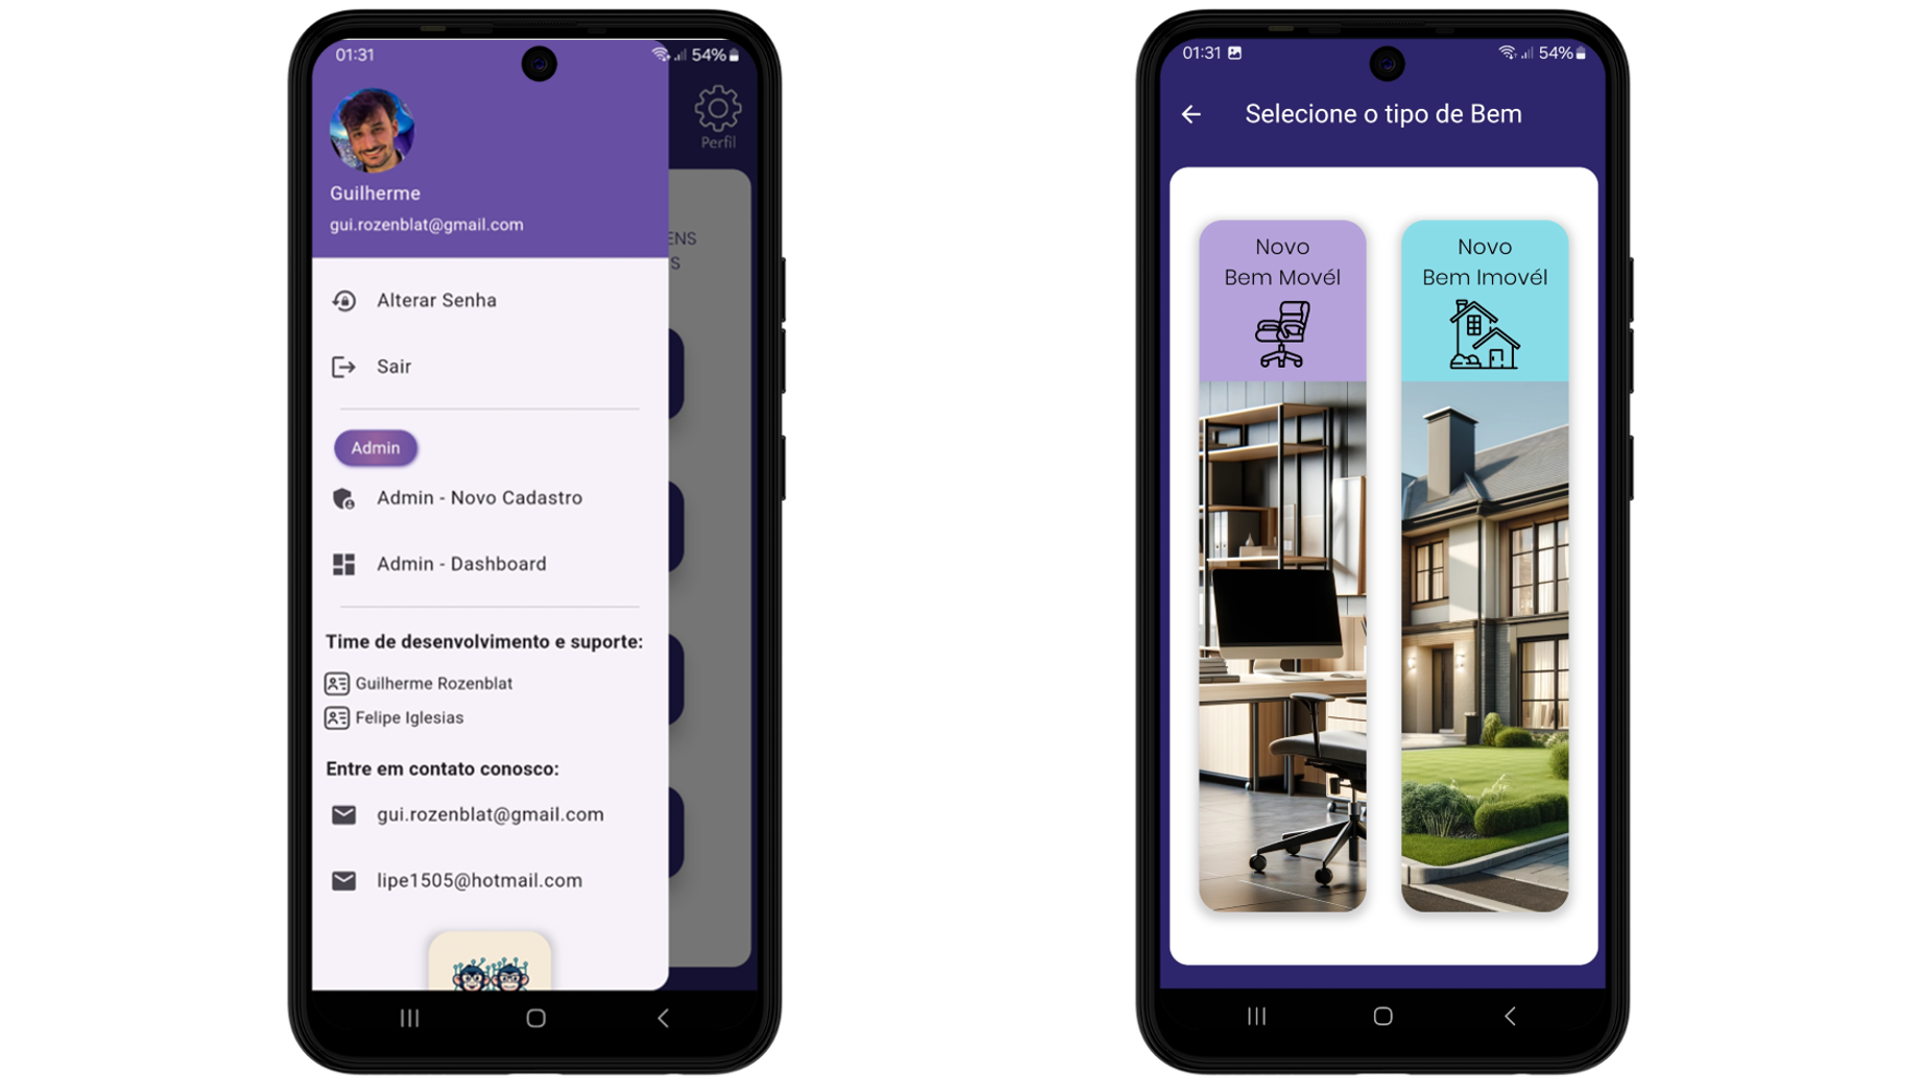 01:31
54%
Guilherme
gui.rozenblat@gmail.com
Perfil
ENS
S
Alterar Senha
Sair
Admin
Admin - Novo Cadastro
Admin - Dashboard
Time de desenvolvimento e suporte:
Guilherme Rozenblat
Felipe Iglesias
Entre em contato conosco:
gui.rozenblat@gmail.com
lipe1505@hotmail.com
01:31
54%
Selecione o tipo de Bem
Novo
Bem Movél
Novo
Bem Imovél